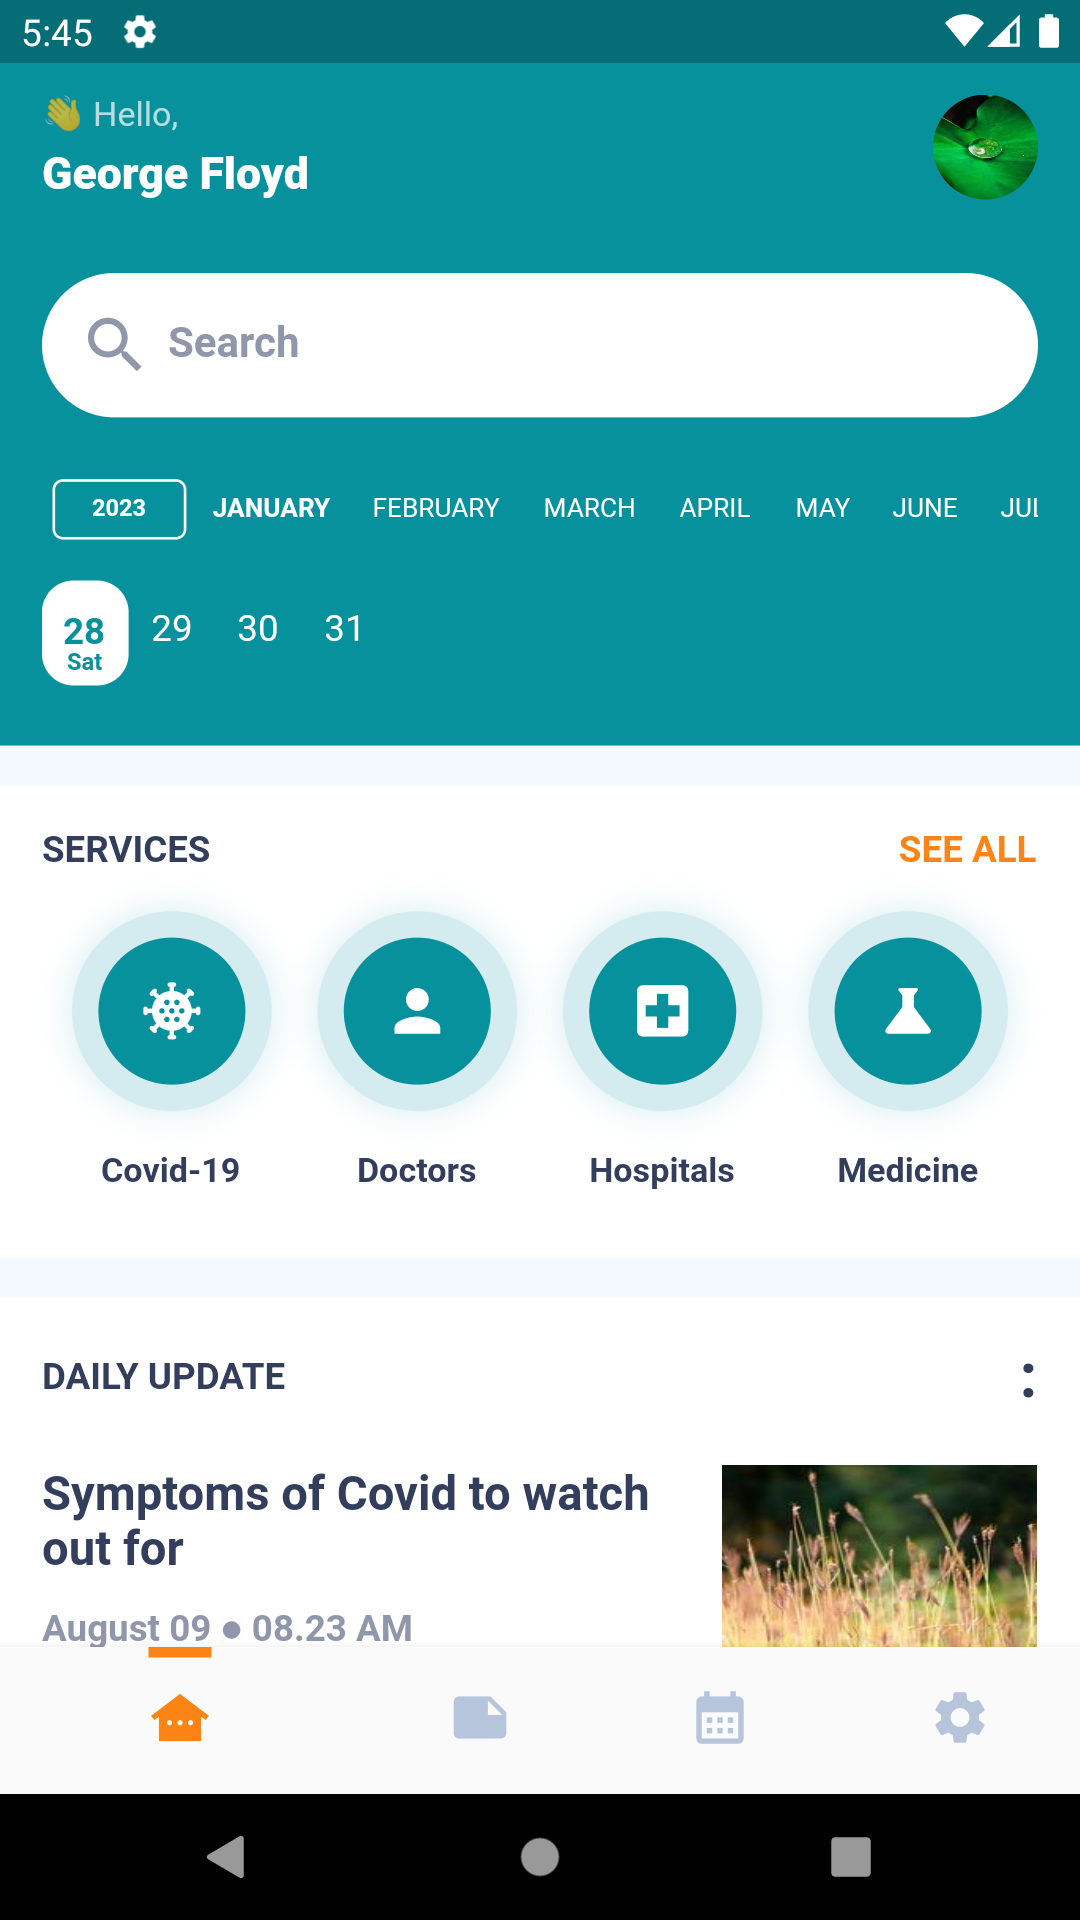 5:45
👋 Hello,
George Floyd
Search
2023 JANUARY FEBRUARY MARCH APRIL MAY JUNE JUL
28 29 30 31
Sat
SERVICES SEE ALL
Covid-19 Doctors Hospitals Medicine
DAILY UPDATE
Symptoms of Covid to watch
out for
August 09 ● 08.23 AM